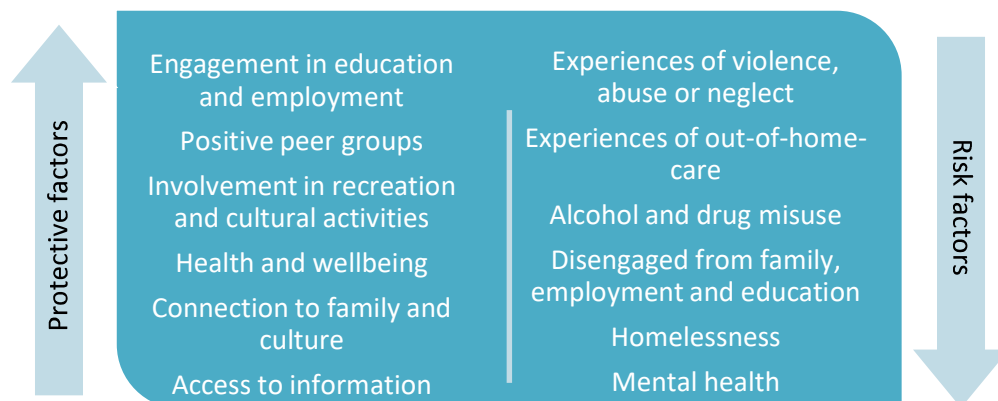 Protective factors
Engagement in education
and employment
Positive peer groups
Involvement in recreation
and cultural activities
Health and wellbeing
Connection to family and
culture
Access to information
Experiences of violence,
abuse or neglect
Experiences of out-of-home-
care
Alcohol and drug misuse
Disengaged from family,
employment and education
Homelessness
Mental health
Risk factors